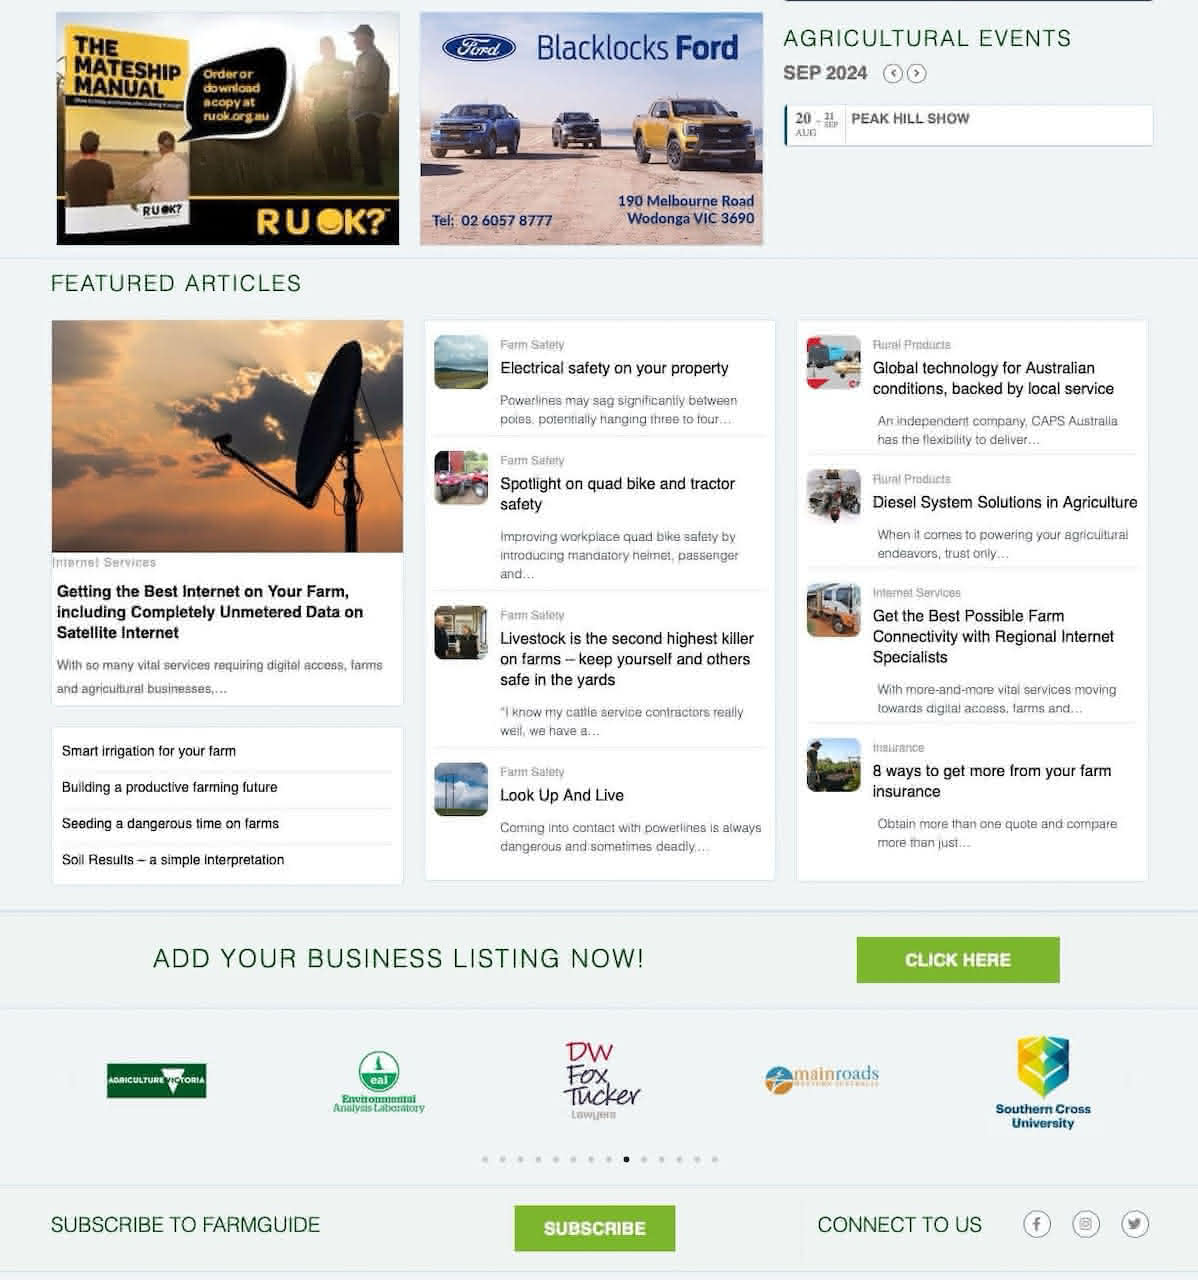 THE
MATESHIP
MANUAL
Order or
download
a copy at
ruok.org.au
R U OK?
R U OK?
Ford
Blacklocks Ford
190 Melbourne Road
Tel: 02 6057 8777
Wodonga VIC 3690
AGRICULTURAL EVENTS
SEP 2024
20 - 21 PEAK HILL SHOW
AUG SEP
FEATURED ARTICLES
Internet Services
Getting the Best Internet on Your Farm,
including Completely Unmetered Data on
Satellite Internet
With so many vital services requiring digital access, farms
and agricultural businesses,...
Smart irrigation for your farm
Building a productive farming future
Seeding a dangerous time on farms
Soil Results – a simple interpretation
Farm Safety
Electrical safety on your property
Powerlines may sag significantly between
poles, potentially hanging three to four...
Farm Safety
Spotlight on quad bike and tractor
safety
Improving workplace quad bike safety by
introducing mandatory helmet, passenger
and...
Farm Safety
Livestock is the second highest killer
on farms – keep yourself and others
safe in the yards
"I know my cattle service contractors really
well, we have a...
Farm Safety
Look Up And Live
Coming into contact with powerlines is always
dangerous and sometimes deadly....
Rural Products
Global technology for Australian
conditions, backed by local service
An independent company, CAPS Australia
has the flexibility to deliver...
Rural Products
Diesel System Solutions in Agriculture
When it comes to powering your agricultural
endeavors, trust only...
Internet Services
Get the Best Possible Farm
Connectivity with Regional Internet
Specialists
With more-and-more vital services moving
towards digital access, farms and...
Insurance
8 ways to get more from your farm
insurance
Obtain more than one quote and compare
more than just...
ADD YOUR BUSINESS LISTING NOW!
CLICK HERE
AGRICULTURE VICTORIA
eal
Environmental
Analysis Laboratory
DW
Fox
Tucker
Lawyers
mainroads
WESTERN AUSTRALIA
Southern Cross
University
SUBSCRIBE TO FARMGUIDE
SUBSCRIBE
CONNECT TO US